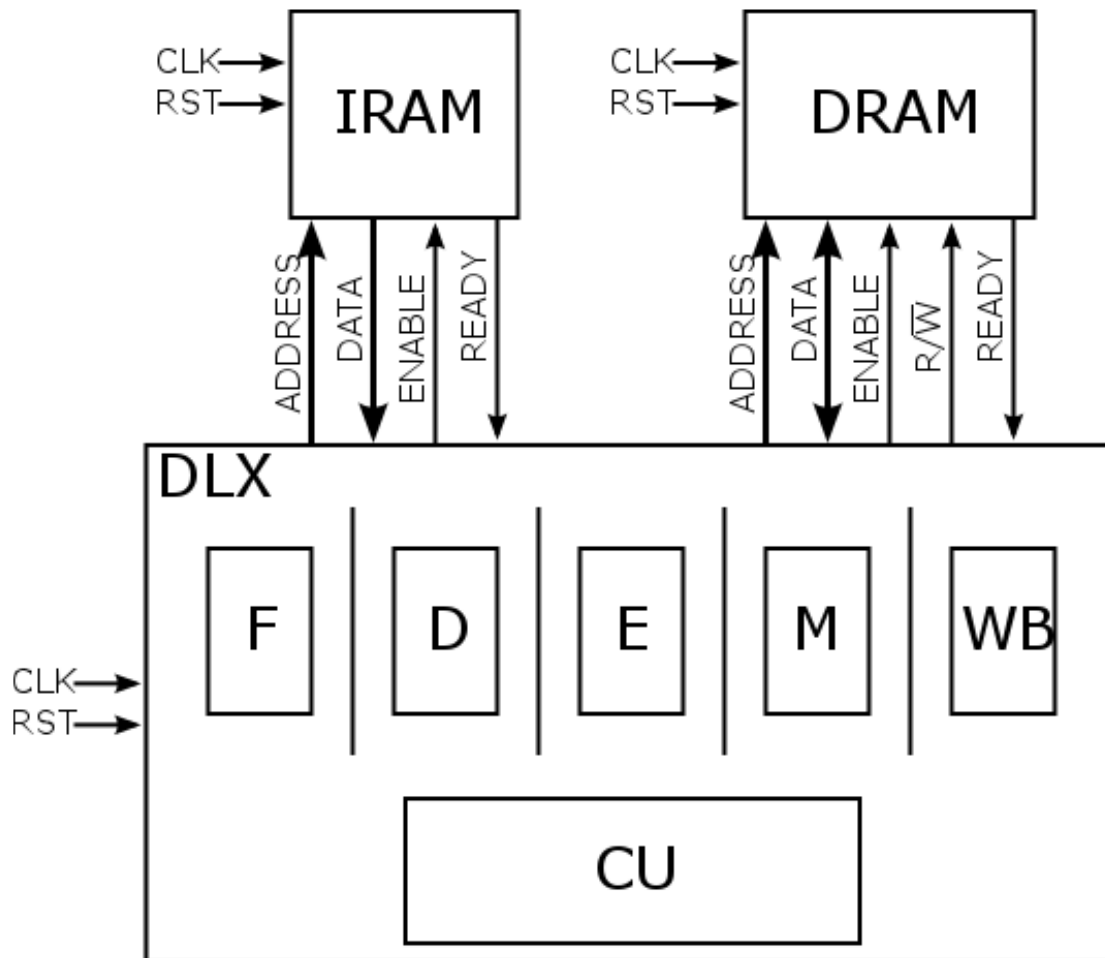 CLK
RST
IRAM
CLK
RST
DRAM
ADDRESS
DATA
ENABLE
READY
ADDRESS
DATA
ENABLE
R/W̅
READY
DLX
F
D
E
M
WB
CLK
RST
CU